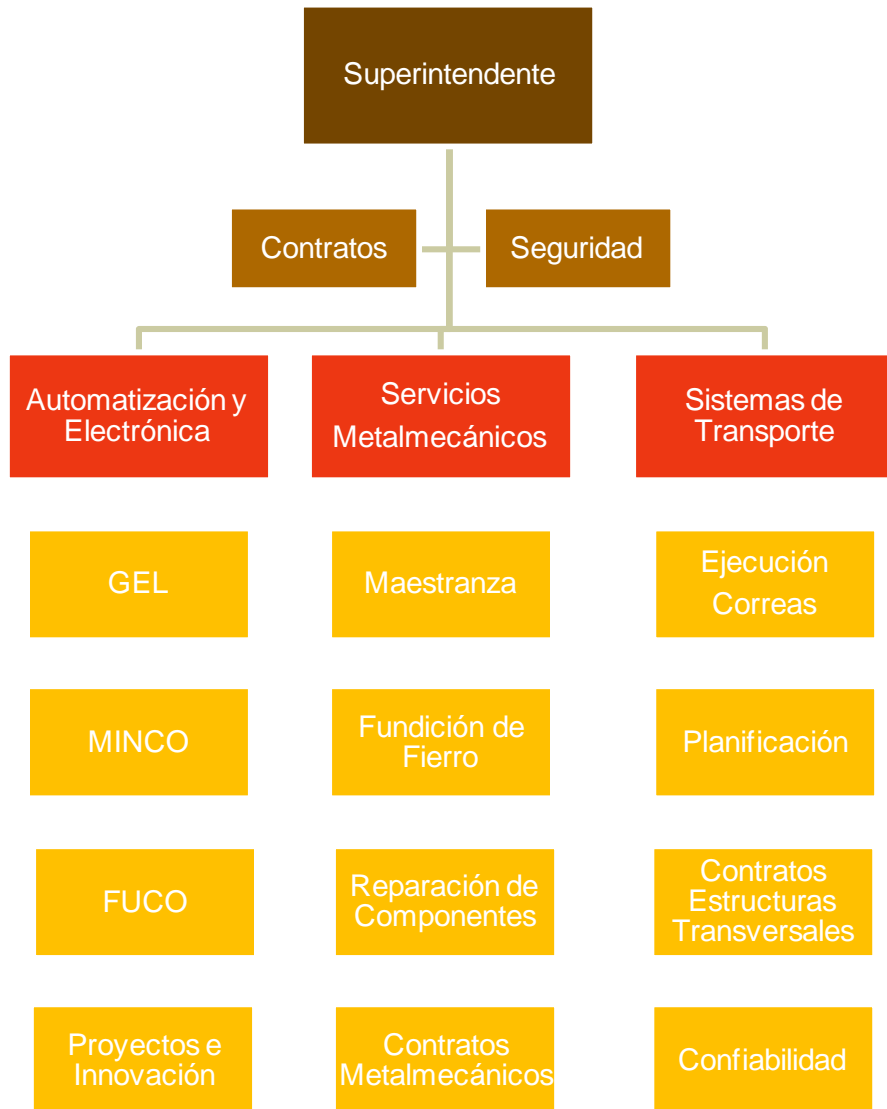 Superintendente
Contratos
Seguridad
Automatización y
Electrónica
Servicios
Metalmecánicos
Sistemas de
Transporte
GEL
Maestranza
Ejecución
Correas
MINCO
Fundición de
Fierro
Planificación
FUCO
Reparación de
Componentes
Contratos
Estructuras
Transversales
Proyectos e
Innovación
Contratos
Metalmecánicos
Confiabilidad